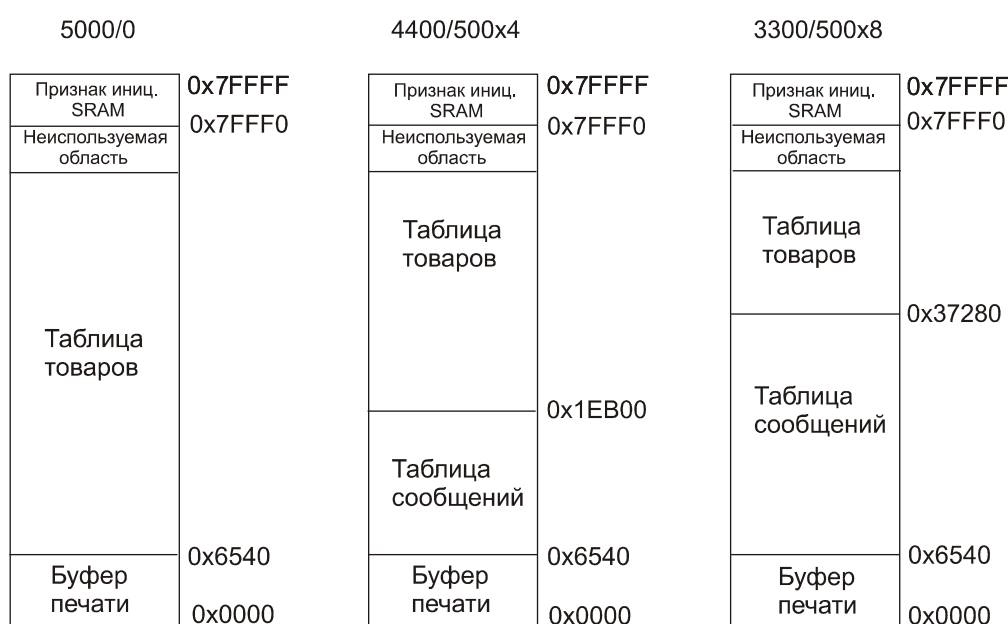 5000/0
4400/500x4
3300/500x8
Признак иниц.
SRAM
0x7FFFF
0x7FFF0
Неиспользуемая
область
Таблица
товаров
0x6540
Буфер
печати
0x0000
Признак иниц.
SRAM
0x7FFFF
0x7FFF0
Неиспользуемая
область
Таблица
товаров
0x1EB00
Таблица
сообщений
0x6540
Буфер
печати
0x0000
Признак иниц.
SRAM
0x7FFFF
0x7FFF0
Неиспользуемая
область
Таблица
товаров
0x37280
Таблица
сообщений
0x6540
Буфер
печати
0x0000